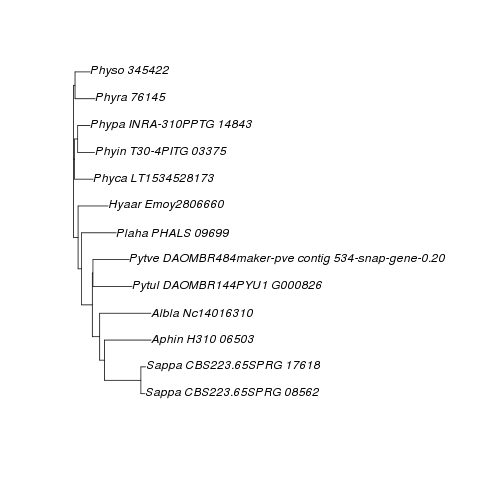 Physo 345422
Phyra 76145
Phypa INRA-310PPTG 14843
Phyin T30-4PITG 03375
Phyca LT1534528173
Hyaar Emoy2806660
Plaha PHALS 09699
Pytve DAOMBR484maker-pve contig 534-snap-gene-0.20
Pytul DAOMBR144PYU1 G000826
Albla Nc14016310
Aphin H310 06503
Sappa CBS223.65SPRG 17618
Sappa CBS223.65SPRG 08562